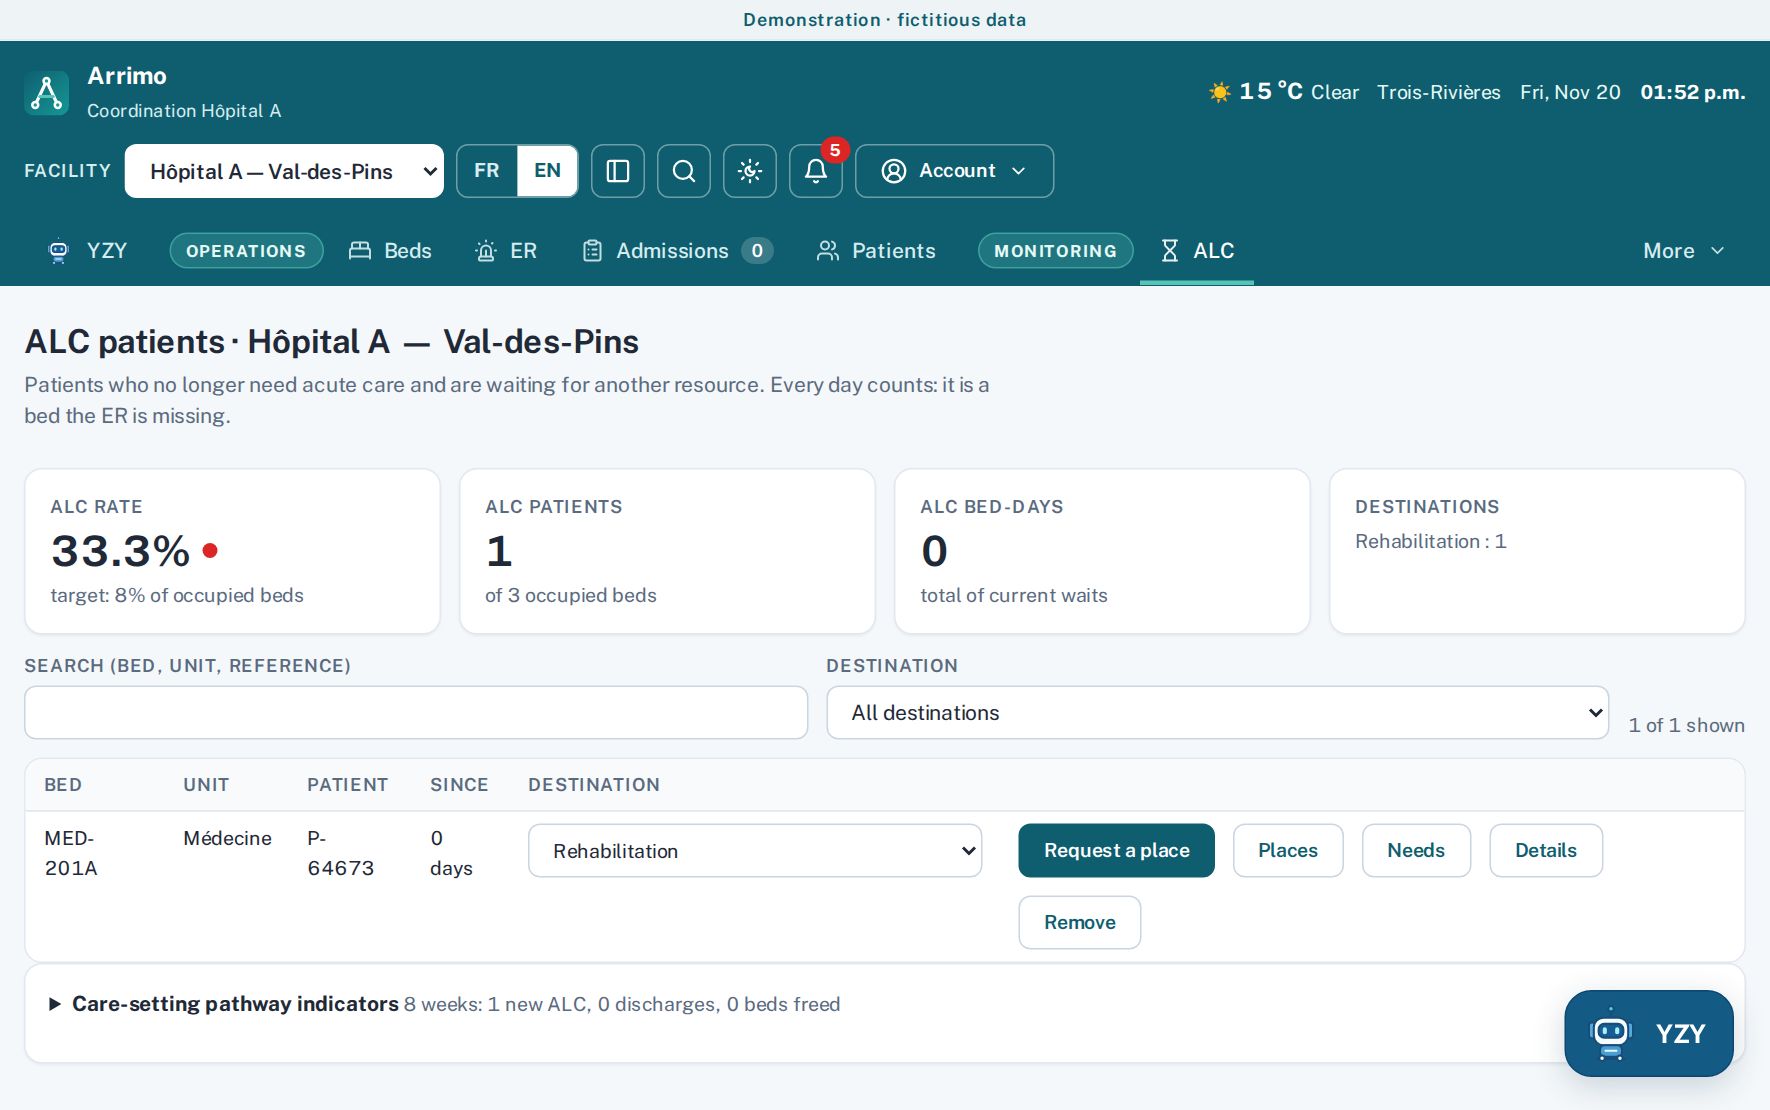 Demonstration · fictitious data
Arrimo
Coordination Hôpital A
15 °C Clear Trois-Rivières Fri, Nov 20 01:52 p.m.
FACILITY Hôpital A — Val-des-Pins FR EN 5 Account
YZY OPERATIONS Beds ER Admissions 0 Patients MONITORING ALC More
ALC patients · Hôpital A — Val-des-Pins
Patients who no longer need acute care and are waiting for another resource. Every day counts: it is a
bed the ER is missing.
ALC RATE
33.3%
target: 8% of occupied beds
ALC PATIENTS
1
of 3 occupied beds
ALC BED-DAYS
0
total of current waits
DESTINATIONS
Rehabilitation : 1
SEARCH (BED, UNIT, REFERENCE)
DESTINATION
All destinations
1 of 1 shown
BED UNIT PATIENT SINCE DESTINATION
MED-
201A
Médecine
P-
64673
0
days
Rehabilitation
Request a place Places Needs Details
Remove
Care-setting pathway indicators 8 weeks: 1 new ALC, 0 discharges, 0 beds freed
YZY